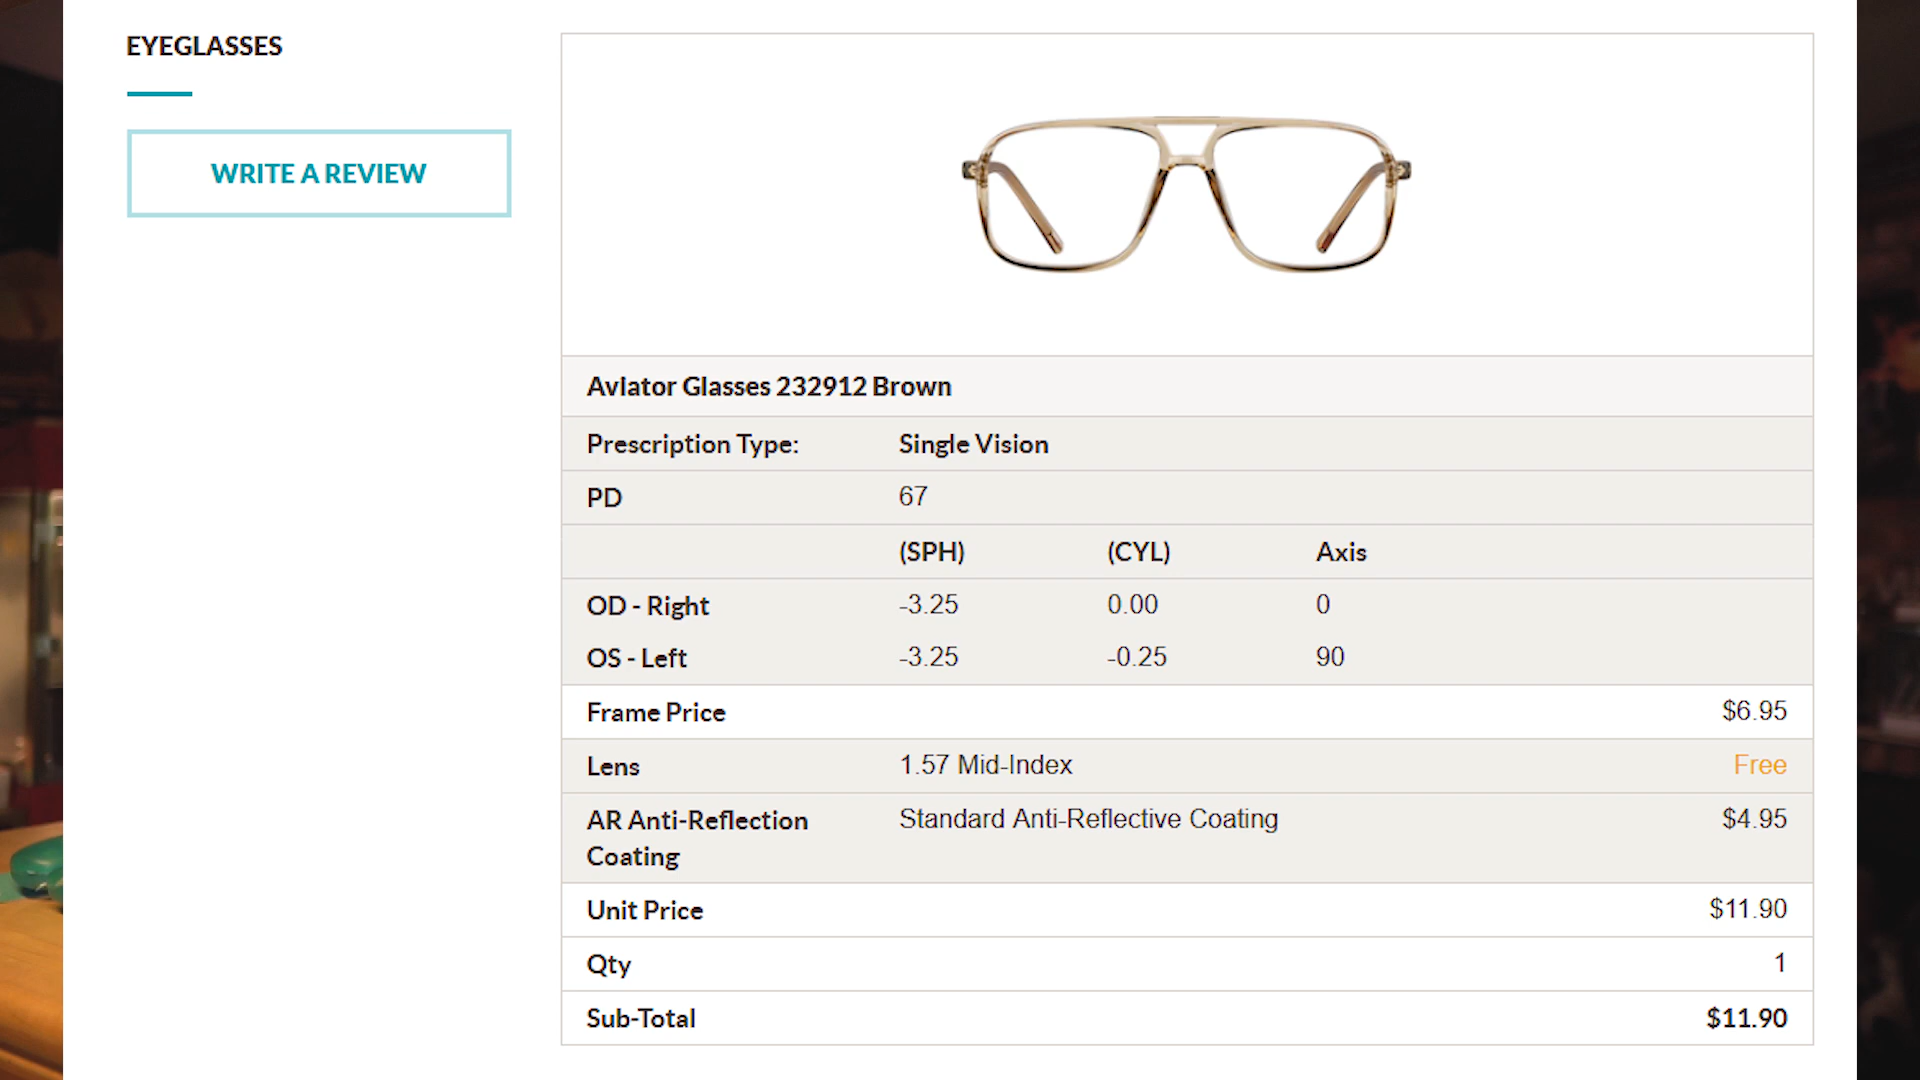 EYEGLASSES
WRITE A REVIEW
Aviator Glasses 232912 Brown
Prescription Type: Single Vision
PD 67
(SPH) (CYL) Axis
OD - Right -3.25 0.00 0
OS - Left -3.25 -0.25 90
Frame Price $6.95
Lens 1.57 Mid-Index Free
AR Anti-Reflection Standard Anti-Reflective Coating $4.95
Coating
Unit Price $11.90
Qty 1
Sub-Total $11.90